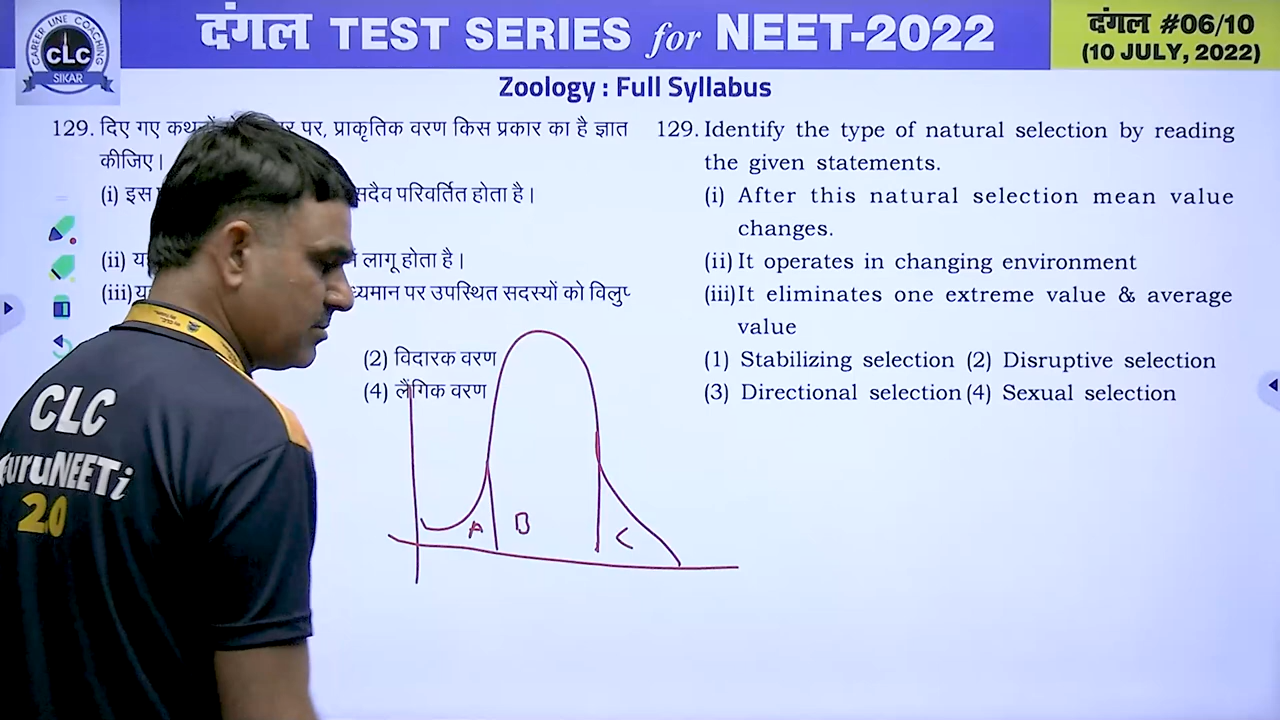 CAREER LINE COACHING
CLC
SIKAR
दंगल TEST SERIES for NEET-2022
दंगल #06/10
(10 JULY, 2022)
Zoology : Full Syllabus
129. दिए गए पर, प्राकृतिक वरण किस प्रकार का है ज्ञात
कीजिए।
(i) इस सदैव परिवर्तित होता है।
(ii) लागू होता है।
(iii) पर उपस्थित सदस्यों को
(2) विदारक वरण
(4) लैंगिक वरण
129. Identify the type of natural selection by reading
the given statements.
(i) After this natural selection mean value
changes.
(ii) It operates in changing environment
(iii)It eliminates one extreme value & average
value
(1) Stabilizing selection (2) Disruptive selection
(3) Directional selection (4) Sexual selection
A B C
CLC
GuruNEETi
2.0